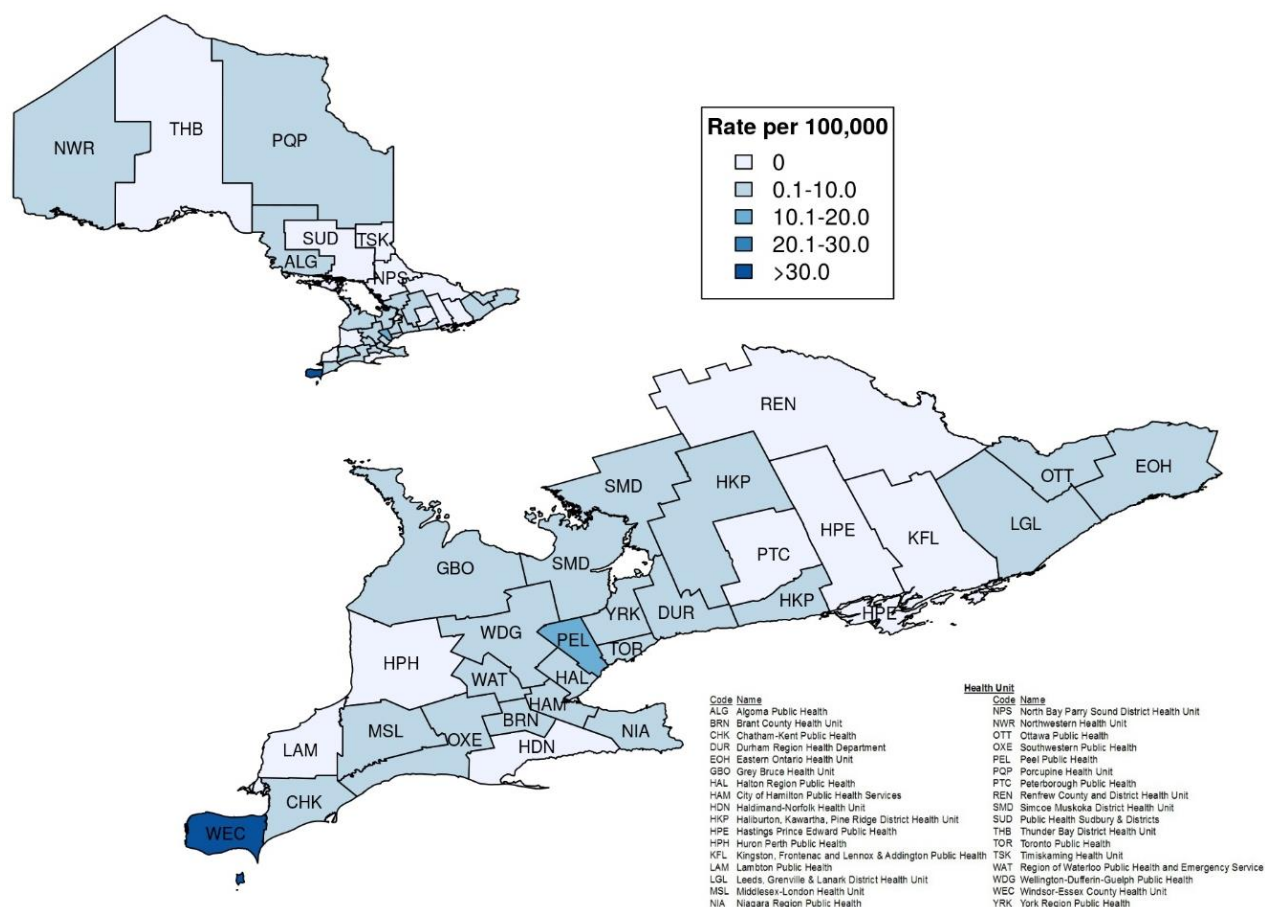 THB
NWR
PQP
SUD
TSK
ALG
NPS
Rate per 100,000
0
0.1-10.0
10.1-20.0
20.1-30.0
>30.0
REN
SMD
HKP
OTT
EOH
HPE
LGL
KFL
PTC
GBO
SMD
HKP
YRK
DUR
HPE
WDG
PEL
TOR
HPH
WAT
HAL
HAM
BRN
MSL
OXE
NIA
HDN
LAM
CHK
WEC
Health Unit
Code Name
ALG Algoma Public Health
BRN Brant County Health Unit
CHK Chatham-Kent Public Health
DUR Durham Region Health Department
EOH Eastern Ontario Health Unit
GBO Grey Bruce Health Unit
HAL Halton Region Public Health
HAM City of Hamilton Public Health Services
HDN Haldimand-Norfolk Health Unit
HKP Haliburton, Kawartha, Pine Ridge District Health Unit
HPE Hastings Prince Edward Public Health
HPH Huron Perth Public Health
KFL Kingston, Frontenac and Lennox & Addington Public Health
LAM Lambton Public Health
LGL Leeds, Grenville & Lanark District Health Unit
MSL Middlesex-London Health Unit
NIA Niagara Region Public Health
Code Name
NPS North Bay Parry Sound District Health Unit
NWR Northwestern Health Unit
OTT Ottawa Public Health
OXE Southwestern Public Health
PEL Peel Public Health
PQP Porcupine Health Unit
PTC Peterborough Public Health
REN Renfrew County and District Health Unit
SMD Simcoe Muskoka District Health Unit
SUD Public Health Sudbury & Districts
THB Thunder Bay District Health Unit
TOR Toronto Public Health
TSK Timiskaming Health Unit
WAT Region of Waterloo Public Health and Emergency Service
WDG Wellington-Dufferin-Guelph Public Health
WEC Windsor-Essex County Health Unit
YRK York Region Public Health